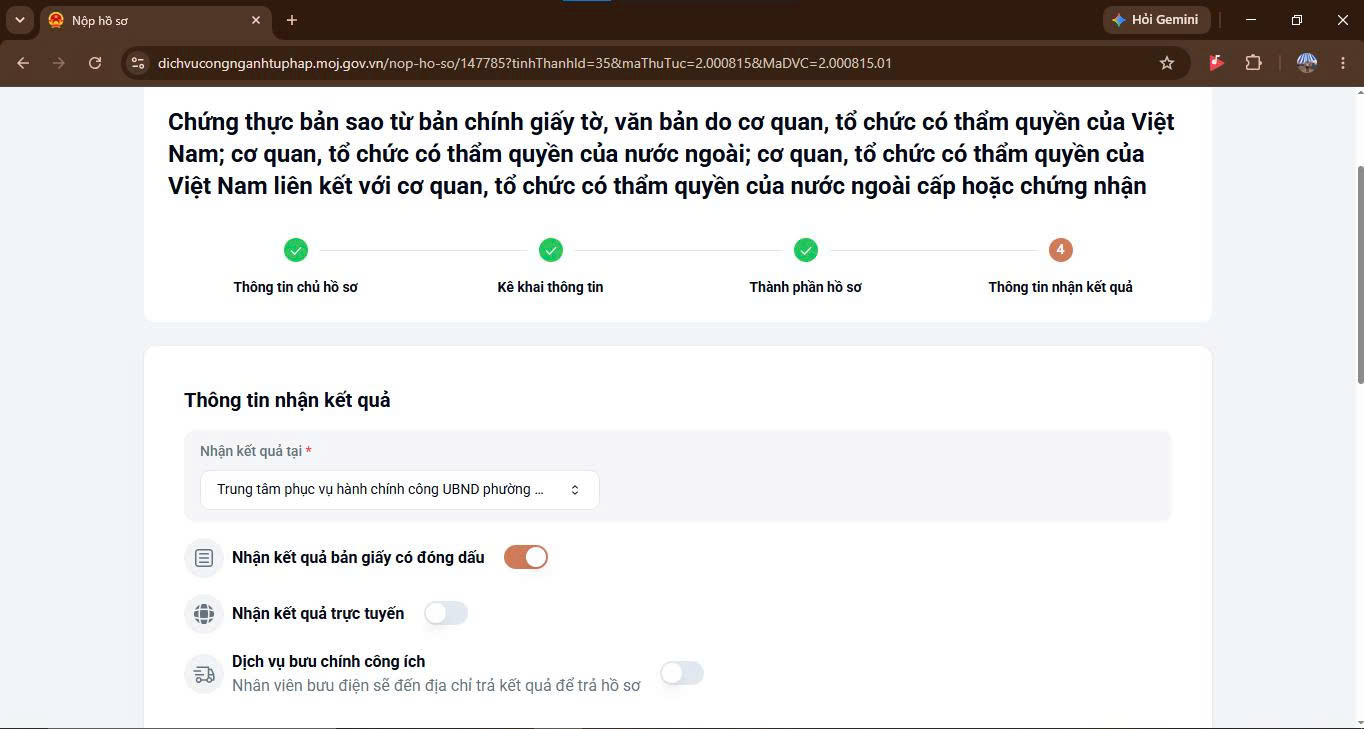 Nộp hồ sơ
Hỏi Gemini
dichvucongnganhtuphap.moj.gov.vn/nop-ho-so/147785?tinhThanhId=35&maThuTuc=2.000815&MaDVC=2.000815.01
Chứng thực bản sao từ bản chính giấy tờ, văn bản do cơ quan, tổ chức có thẩm quyền của Việt
Nam; cơ quan, tổ chức có thẩm quyền của nước ngoài; cơ quan, tổ chức có thẩm quyền của
Việt Nam liên kết với cơ quan, tổ chức có thẩm quyền của nước ngoài cấp hoặc chứng nhận
4
Thông tin chủ hồ sơ
Kê khai thông tin
Thành phần hồ sơ
Thông tin nhận kết quả
Thông tin nhận kết quả
Nhận kết quả tại *
Trung tâm phục vụ hành chính công UBND phường ...
Nhận kết quả bản giấy có đóng dấu
Nhận kết quả trực tuyến
Dịch vụ bưu chính công ích
Nhân viên bưu điện sẽ đến địa chỉ trả kết quả để trả hồ sơ